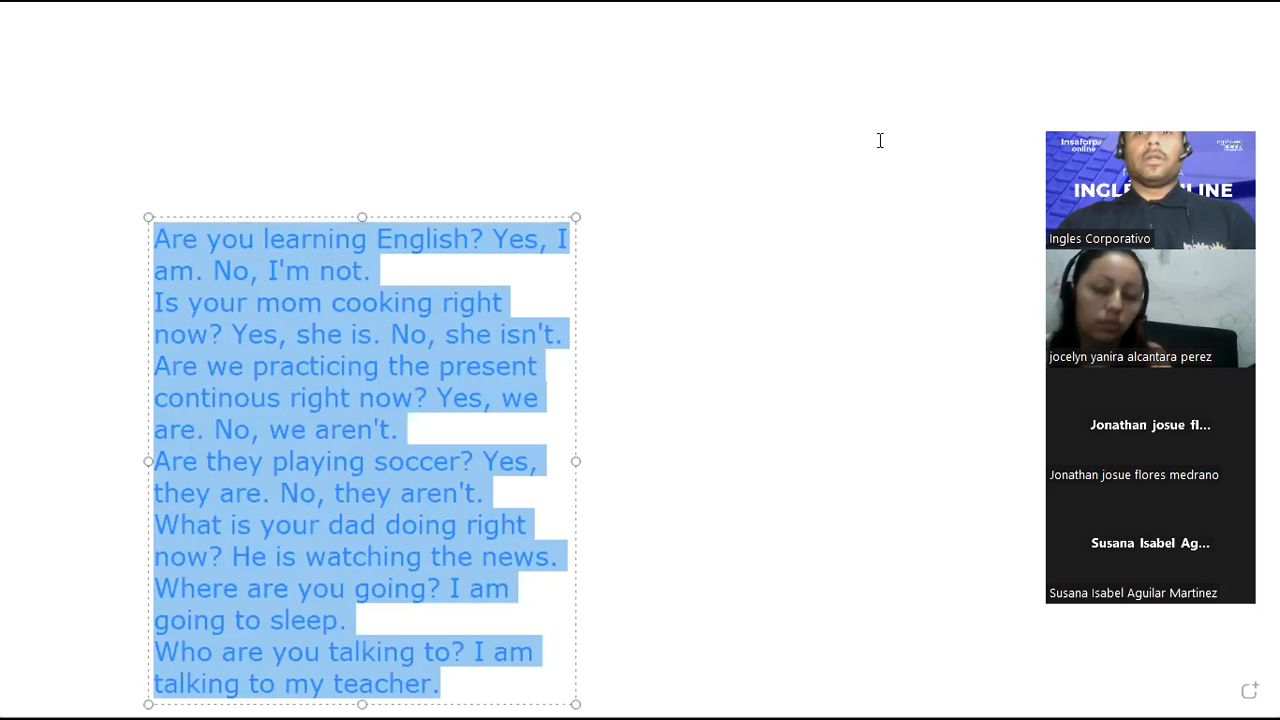 Are you learning English? Yes, I
am. No, I'm not.
Is your mom cooking right
now? Yes, she is. No, she isn't.
Are we practicing the present
continous right now? Yes, we
are. No, we aren't.
Are they playing soccer? Yes,
they are. No, they aren't.
What is your dad doing right
now? He is watching the news.
Where are you going? I am
going to sleep.
Who are you talking to? I am
talking to my teacher.
Insaforp
online
INGL
LINE
Ingles Corporativo
jocelyn yanira alcantara perez
Jonathan josue fl...
Jonathan josue flores medrano
Susana Isabel Ag...
Susana Isabel Aguilar Martinez